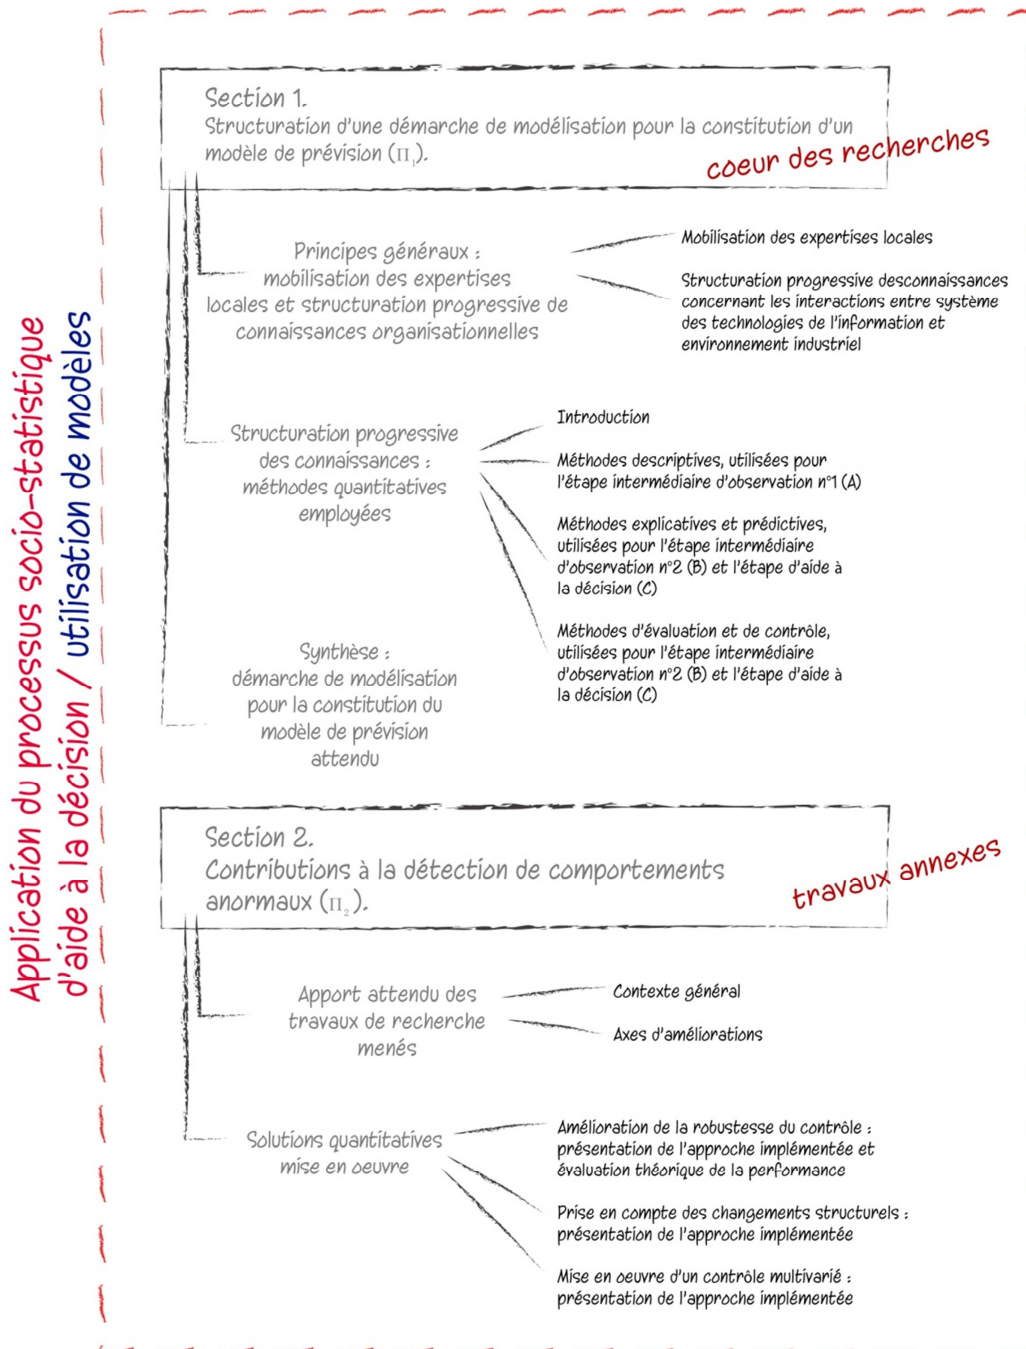 Application du processus socio-statistique
d'aide à la décision / utilisation de modèles
Section 1.
Structuration d'une démarche de modélisation pour la constitution d'un
modèle de prévision (Π₁).
coeur des recherches
Principes généraux :
mobilisation des expertises
locales et structuration progressive de
connaissances organisationnelles
Mobilisation des expertises locales
Structuration progressive desconnaissances
concernant les interactions entre système
des technologies de l'information et
environnement industriel
Structuration progressive
des connaissances :
méthodes quantitatives
employées
Introduction
Méthodes descriptives, utilisées pour
l'étape intermédiaire d'observation n°1 (A)
Méthodes explicatives et prédictives,
utilisées pour l'étape intermédiaire
d'observation n°2 (B) et l'étape d'aide à
la décision (C)
Méthodes d'évaluation et de contrôle,
utilisées pour l'étape intermédiaire
d'observation n°2 (B) et l'étape d'aide à
la décision (C)
Synthèse :
démarche de modélisation
pour la constitution du
modèle de prévision
attendu
Section 2.
Contributions à la détection de comportements
anormaux (Π₂).
travaux annexes
Apport attendu des
travaux de recherche
menés
Contexte général
Axes d'améliorations
Solutions quantitatives
mise en oeuvre
Amélioration de la robustesse du contrôle :
présentation de l'approche implémentée et
évaluation théorique de la performance
Prise en compte des changements structurels :
présentation de l'approche implémentée
Mise en oeuvre d'un contrôle multivarié :
présentation de l'approche implémentée